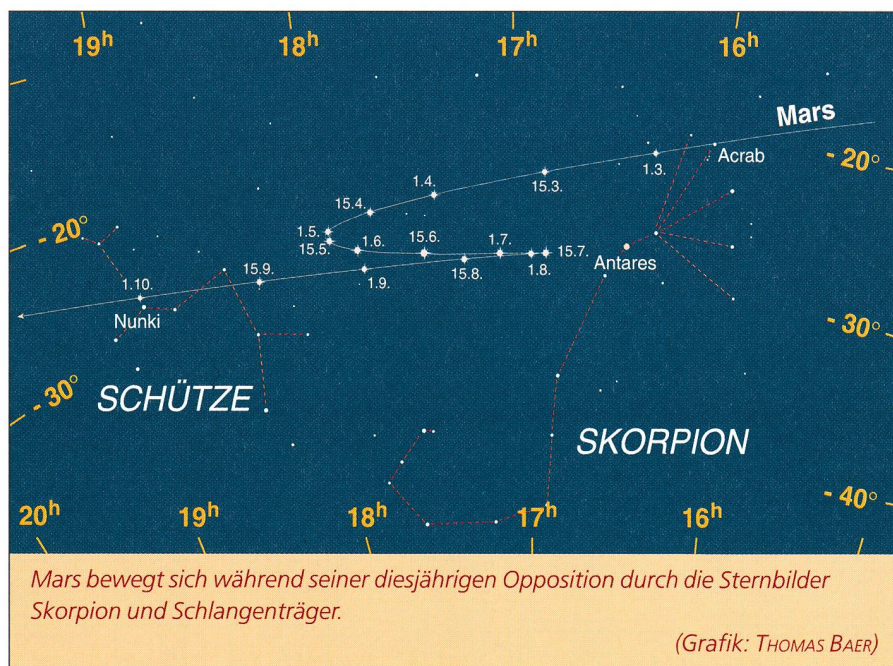 19h 18h 17h 16h
Mars
Acrab
- 20°
1.3.
15.3.
1.4.
15.4.
1.5.
- 20°
15.5.
1.6.
15.6.
1.7.
15.7.
1.8.
Antares
15.8.
1.9.
15.9.
1.10.
Nunki
- 30°
- 30°
SCHÜTZE
SKORPION
- 40°
20h 19h 18h 17h 16h
Mars bewegt sich während seiner diesjährigen Opposition durch die Sternbilder
Skorpion und Schlangenträger.
(Grafik: THOMAS BAER)